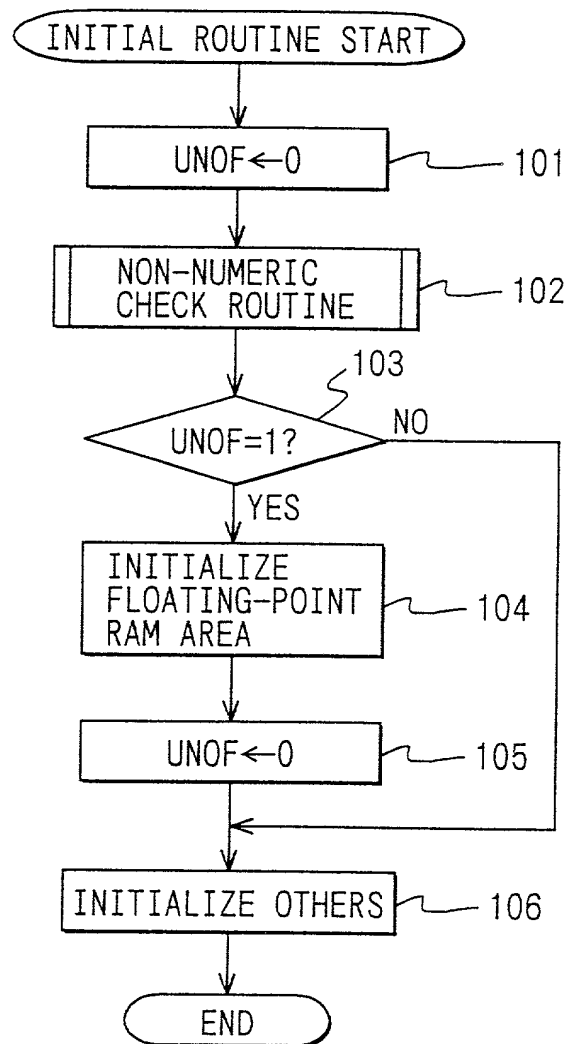 INITIAL ROUTINE START
UNOF←0
101
NON-NUMERIC
CHECK ROUTINE
102
103
UNOF=1?
NO
YES
INITIALIZE
FLOATING-POINT
RAM AREA
104
UNOF←0
105
INITIALIZE OTHERS
106
END